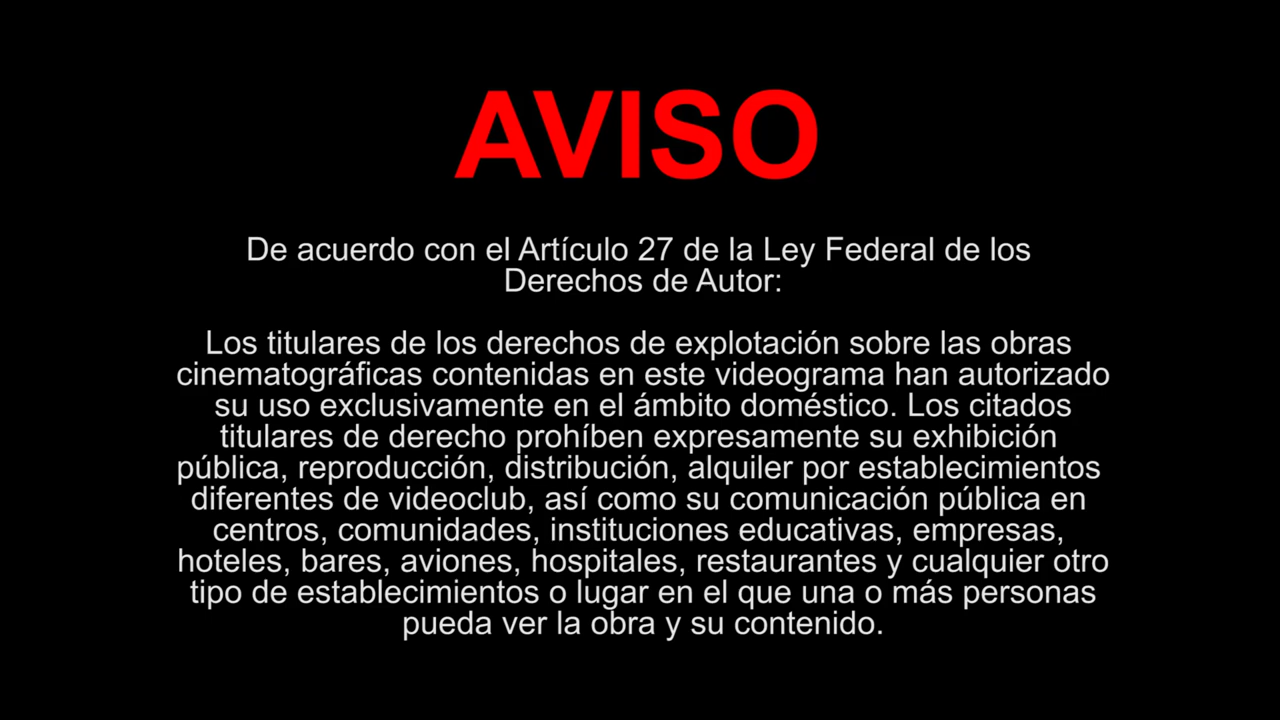 AVISO
De acuerdo con el Artículo 27 de la Ley Federal de los
Derechos de Autor:
Los titulares de los derechos de explotación sobre las obras
cinematográficas contenidas en este videograma han autorizado
su uso exclusivamente en el ámbito doméstico. Los citados
titulares de derecho prohíben expresamente su exhibición
pública, reproducción, distribución, alquiler por establecimientos
diferentes de videoclub, así como su comunicación pública en
centros, comunidades, instituciones educativas, empresas,
hoteles, bares, aviones, hospitales, restaurantes y cualquier otro
tipo de establecimientos o lugar en el que una o más personas
pueda ver la obra y su contenido.